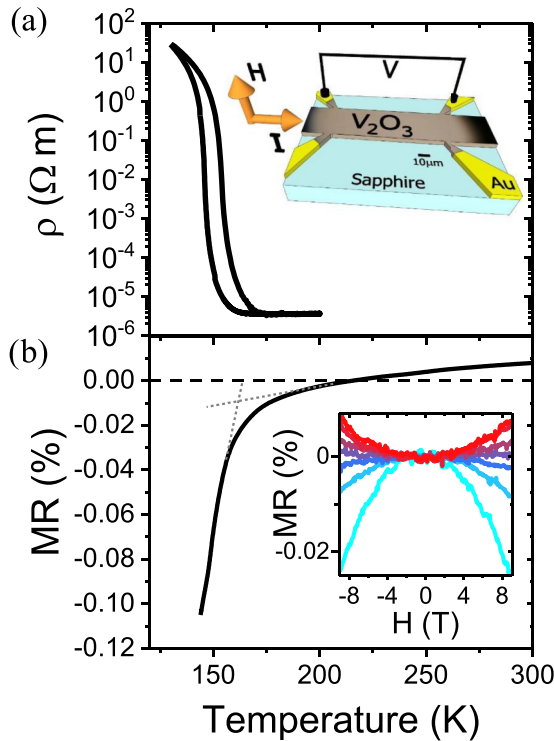 (a)
10²
10¹
10⁰
10⁻¹
10⁻²
10⁻³
10⁻⁴
10⁻⁵
10⁻⁶
ρ (Ω m)
H
I
V
V₂O₃
10μm
Sapphire
Au
(b)
0.00
-0.02
-0.04
-0.06
-0.08
-0.10
-0.12
MR (%)
0
-0.02
MR (%)
-8 -4 0 4 8
H (T)
150 200 250 300
Temperature (K)